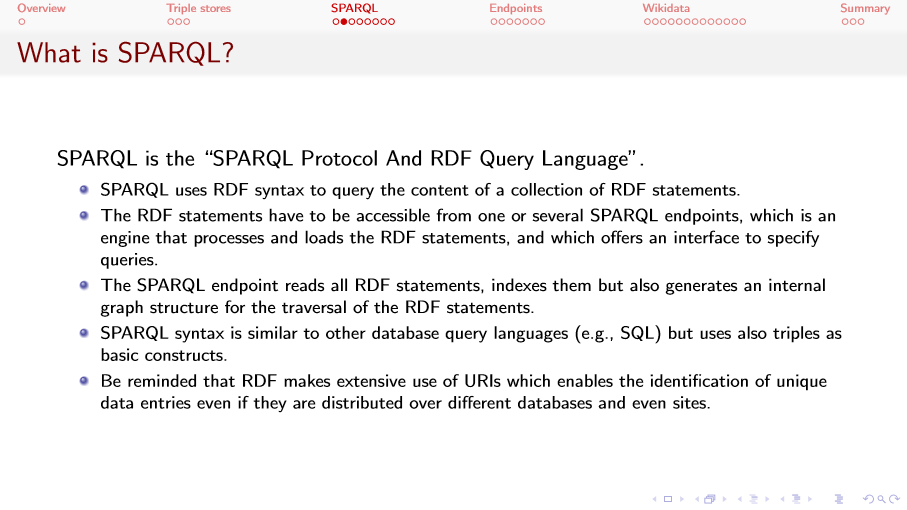 Overview Triple stores SPARQL Endpoints Wikidata Summary
What is SPARQL?
SPARQL is the “SPARQL Protocol And RDF Query Language”.
SPARQL uses RDF syntax to query the content of a collection of RDF statements.
The RDF statements have to be accessible from one or several SPARQL endpoints, which is an
engine that processes and loads the RDF statements, and which offers an interface to specify
queries.
The SPARQL endpoint reads all RDF statements, indexes them but also generates an internal
graph structure for the traversal of the RDF statements.
SPARQL syntax is similar to other database query languages (e.g., SQL) but uses also triples as
basic constructs.
Be reminded that RDF makes extensive use of URIs which enables the identification of unique
data entries even if they are distributed over different databases and even sites.